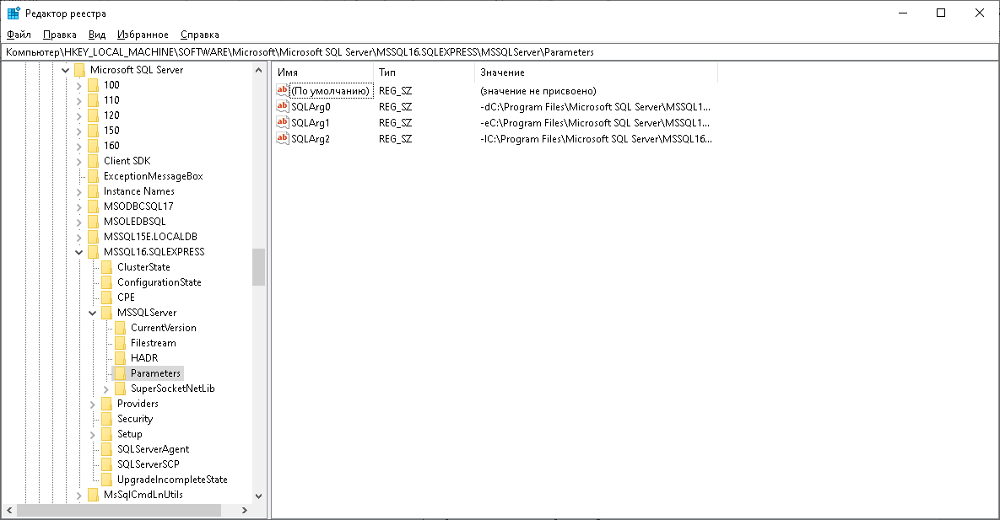 Редактор реестра
Файл Правка Вид Избранное Справка
Компьютер\HKEY_LOCAL_MACHINE\SOFTWARE\Microsoft\Microsoft SQL Server\MSSQL16.SQLEXPRESS\MSSQLServer\Parameters
Microsoft SQL Server
100
110
120
150
160
Client SDK
ExceptionMessageBox
Instance Names
MSODBCSQL17
MSOLEDBSQL
MSSQL15E.LOCALDB
MSSQL16.SQLEXPRESS
ClusterState
ConfigurationState
CPE
MSSQLServer
CurrentVersion
Filestream
HADR
Parameters
SuperSocketNetLib
Providers
Security
Setup
SQLServerAgent
SQLServerSCP
UpgradeIncompleteState
MsSqlCmdLnUtils
Имя Тип Значение
ab (По умолчанию) REG_SZ (значение не присвоено)
ab SQLArg0 REG_SZ -dC:\Program Files\Microsoft SQL Server\MSSQL1...
ab SQLArg1 REG_SZ -eC:\Program Files\Microsoft SQL Server\MSSQL1...
ab SQLArg2 REG_SZ -lC:\Program Files\Microsoft SQL Server\MSSQL16...